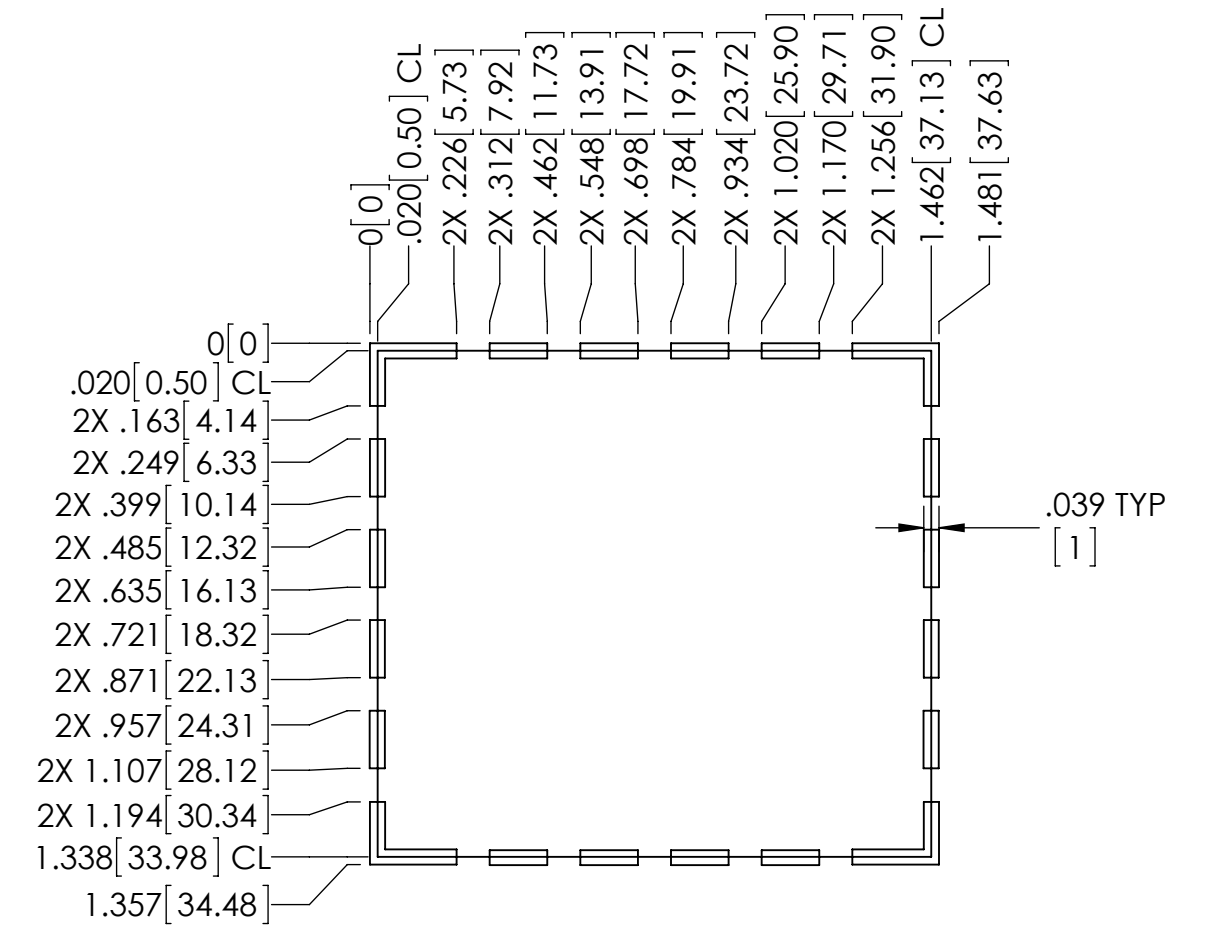 0[0]
.020[0.50] CL
2X .226[5.73]
2X .312[7.92]
2X .462[11.73]
2X .548[13.91]
2X .698[17.72]
2X .784[19.91]
2X .934[23.72]
2X 1.020[25.90]
2X 1.170[29.71]
2X 1.256[31.90]
1.462[37.13] CL
1.481[37.63]
0[0]
.020[0.50] CL
2X .163[4.14]
2X .249[6.33]
2X .399[10.14]
2X .485[12.32]
2X .635[16.13]
2X .721[18.32]
2X .871[22.13]
2X .957[24.31]
2X 1.107[28.12]
2X 1.194[30.34]
1.338[33.98] CL
1.357[34.48]
.039 TYP
[1]